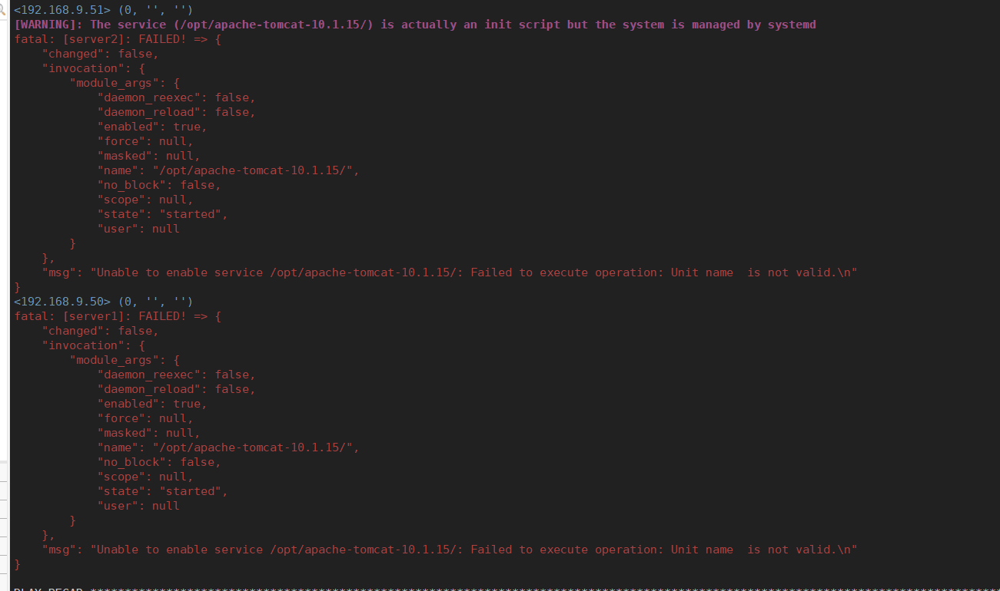 <192.168.9.51> (0, '', '')
[WARNING]: The service (/opt/apache-tomcat-10.1.15/) is actually an init script but the system is managed by systemd
fatal: [server2]: FAILED! => {
    "changed": false,
    "invocation": {
        "module_args": {
            "daemon_reexec": false,
            "daemon_reload": false,
            "enabled": true,
            "force": null,
            "masked": null,
            "name": "/opt/apache-tomcat-10.1.15/",
            "no_block": false,
            "scope": null,
            "state": "started",
            "user": null
        }
    },
    "msg": "Unable to enable service /opt/apache-tomcat-10.1.15/: Failed to execute operation: Unit name  is not valid.\n"
}
<192.168.9.50> (0, '', '')
fatal: [server1]: FAILED! => {
    "changed": false,
    "invocation": {
        "module_args": {
            "daemon_reexec": false,
            "daemon_reload": false,
            "enabled": true,
            "force": null,
            "masked": null,
            "name": "/opt/apache-tomcat-10.1.15/",
            "no_block": false,
            "scope": null,
            "state": "started",
            "user": null
        }
    },
    "msg": "Unable to enable service /opt/apache-tomcat-10.1.15/: Failed to execute operation: Unit name  is not valid.\n"
}
PLAY RECAP